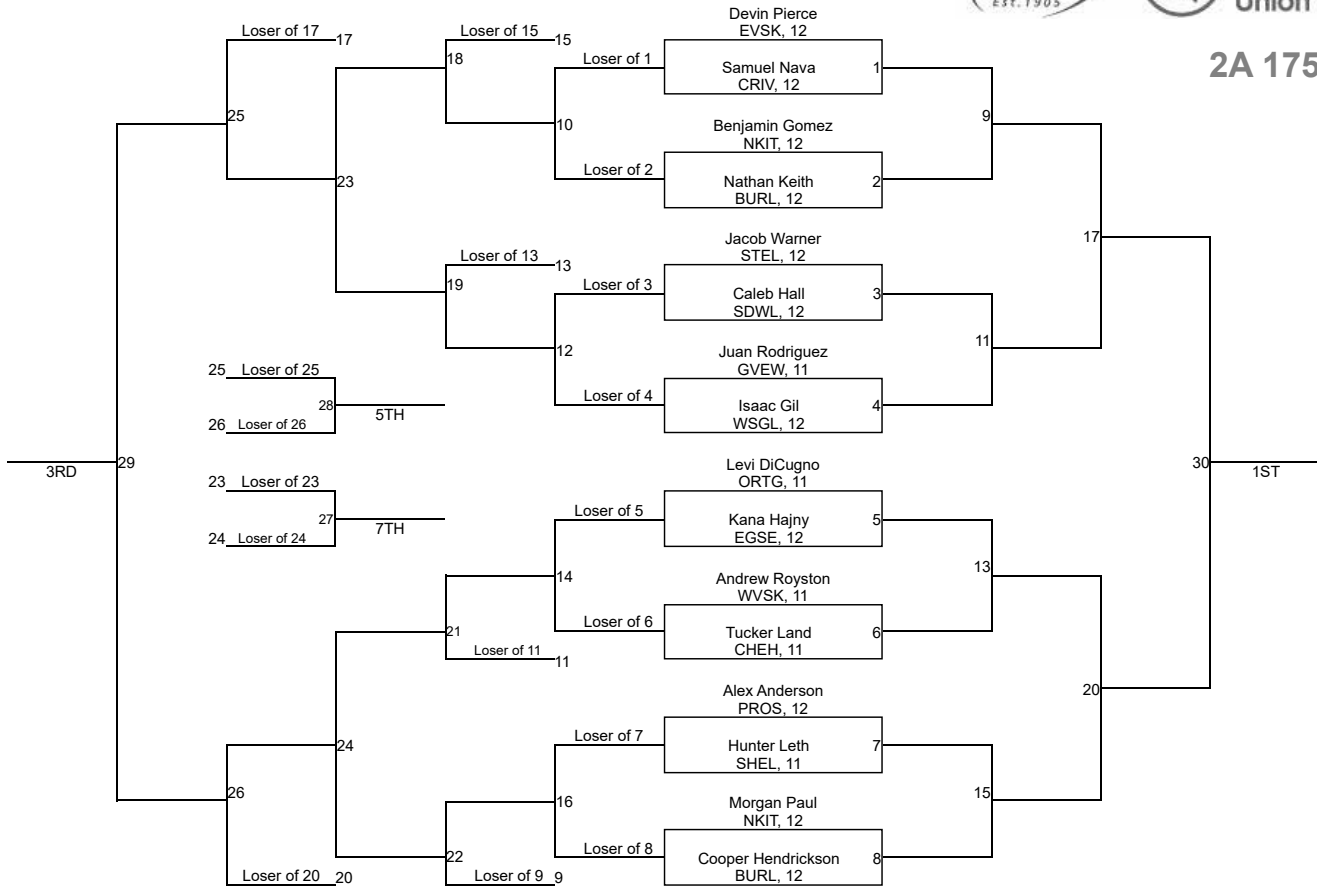 EST. 1905
Union
2A 175
Devin Pierce
EVSK, 12
Samuel Nava
CRIV, 12
1
Benjamin Gomez
NKIT, 12
Nathan Keith
BURL, 12
2
Jacob Warner
STEL, 12
Caleb Hall
SDWL, 12
3
Juan Rodriguez
GVEW, 11
Isaac Gil
WSGL, 12
4
Levi DiCugno
ORTG, 11
Kana Hajny
EGSE, 12
5
Andrew Royston
WVSK, 11
Tucker Land
CHEH, 11
6
Alex Anderson
PROS, 12
Hunter Leth
SHEL, 11
7
Morgan Paul
NKIT, 12
Cooper Hendrickson
BURL, 12
8
9
11
13
15
17
20
30
1ST
Loser of 1
Loser of 2
10
Loser of 3
Loser of 4
12
Loser of 5
Loser of 6
14
Loser of 7
Loser of 8
16
Loser of 15
15
18
Loser of 13
13
19
21
Loser of 11
11
22
Loser of 9
9
23
24
Loser of 17
17
25
26
Loser of 20
20
25
Loser of 25
26
Loser of 26
28
5TH
23
Loser of 23
24
Loser of 24
27
7TH
29
3RD